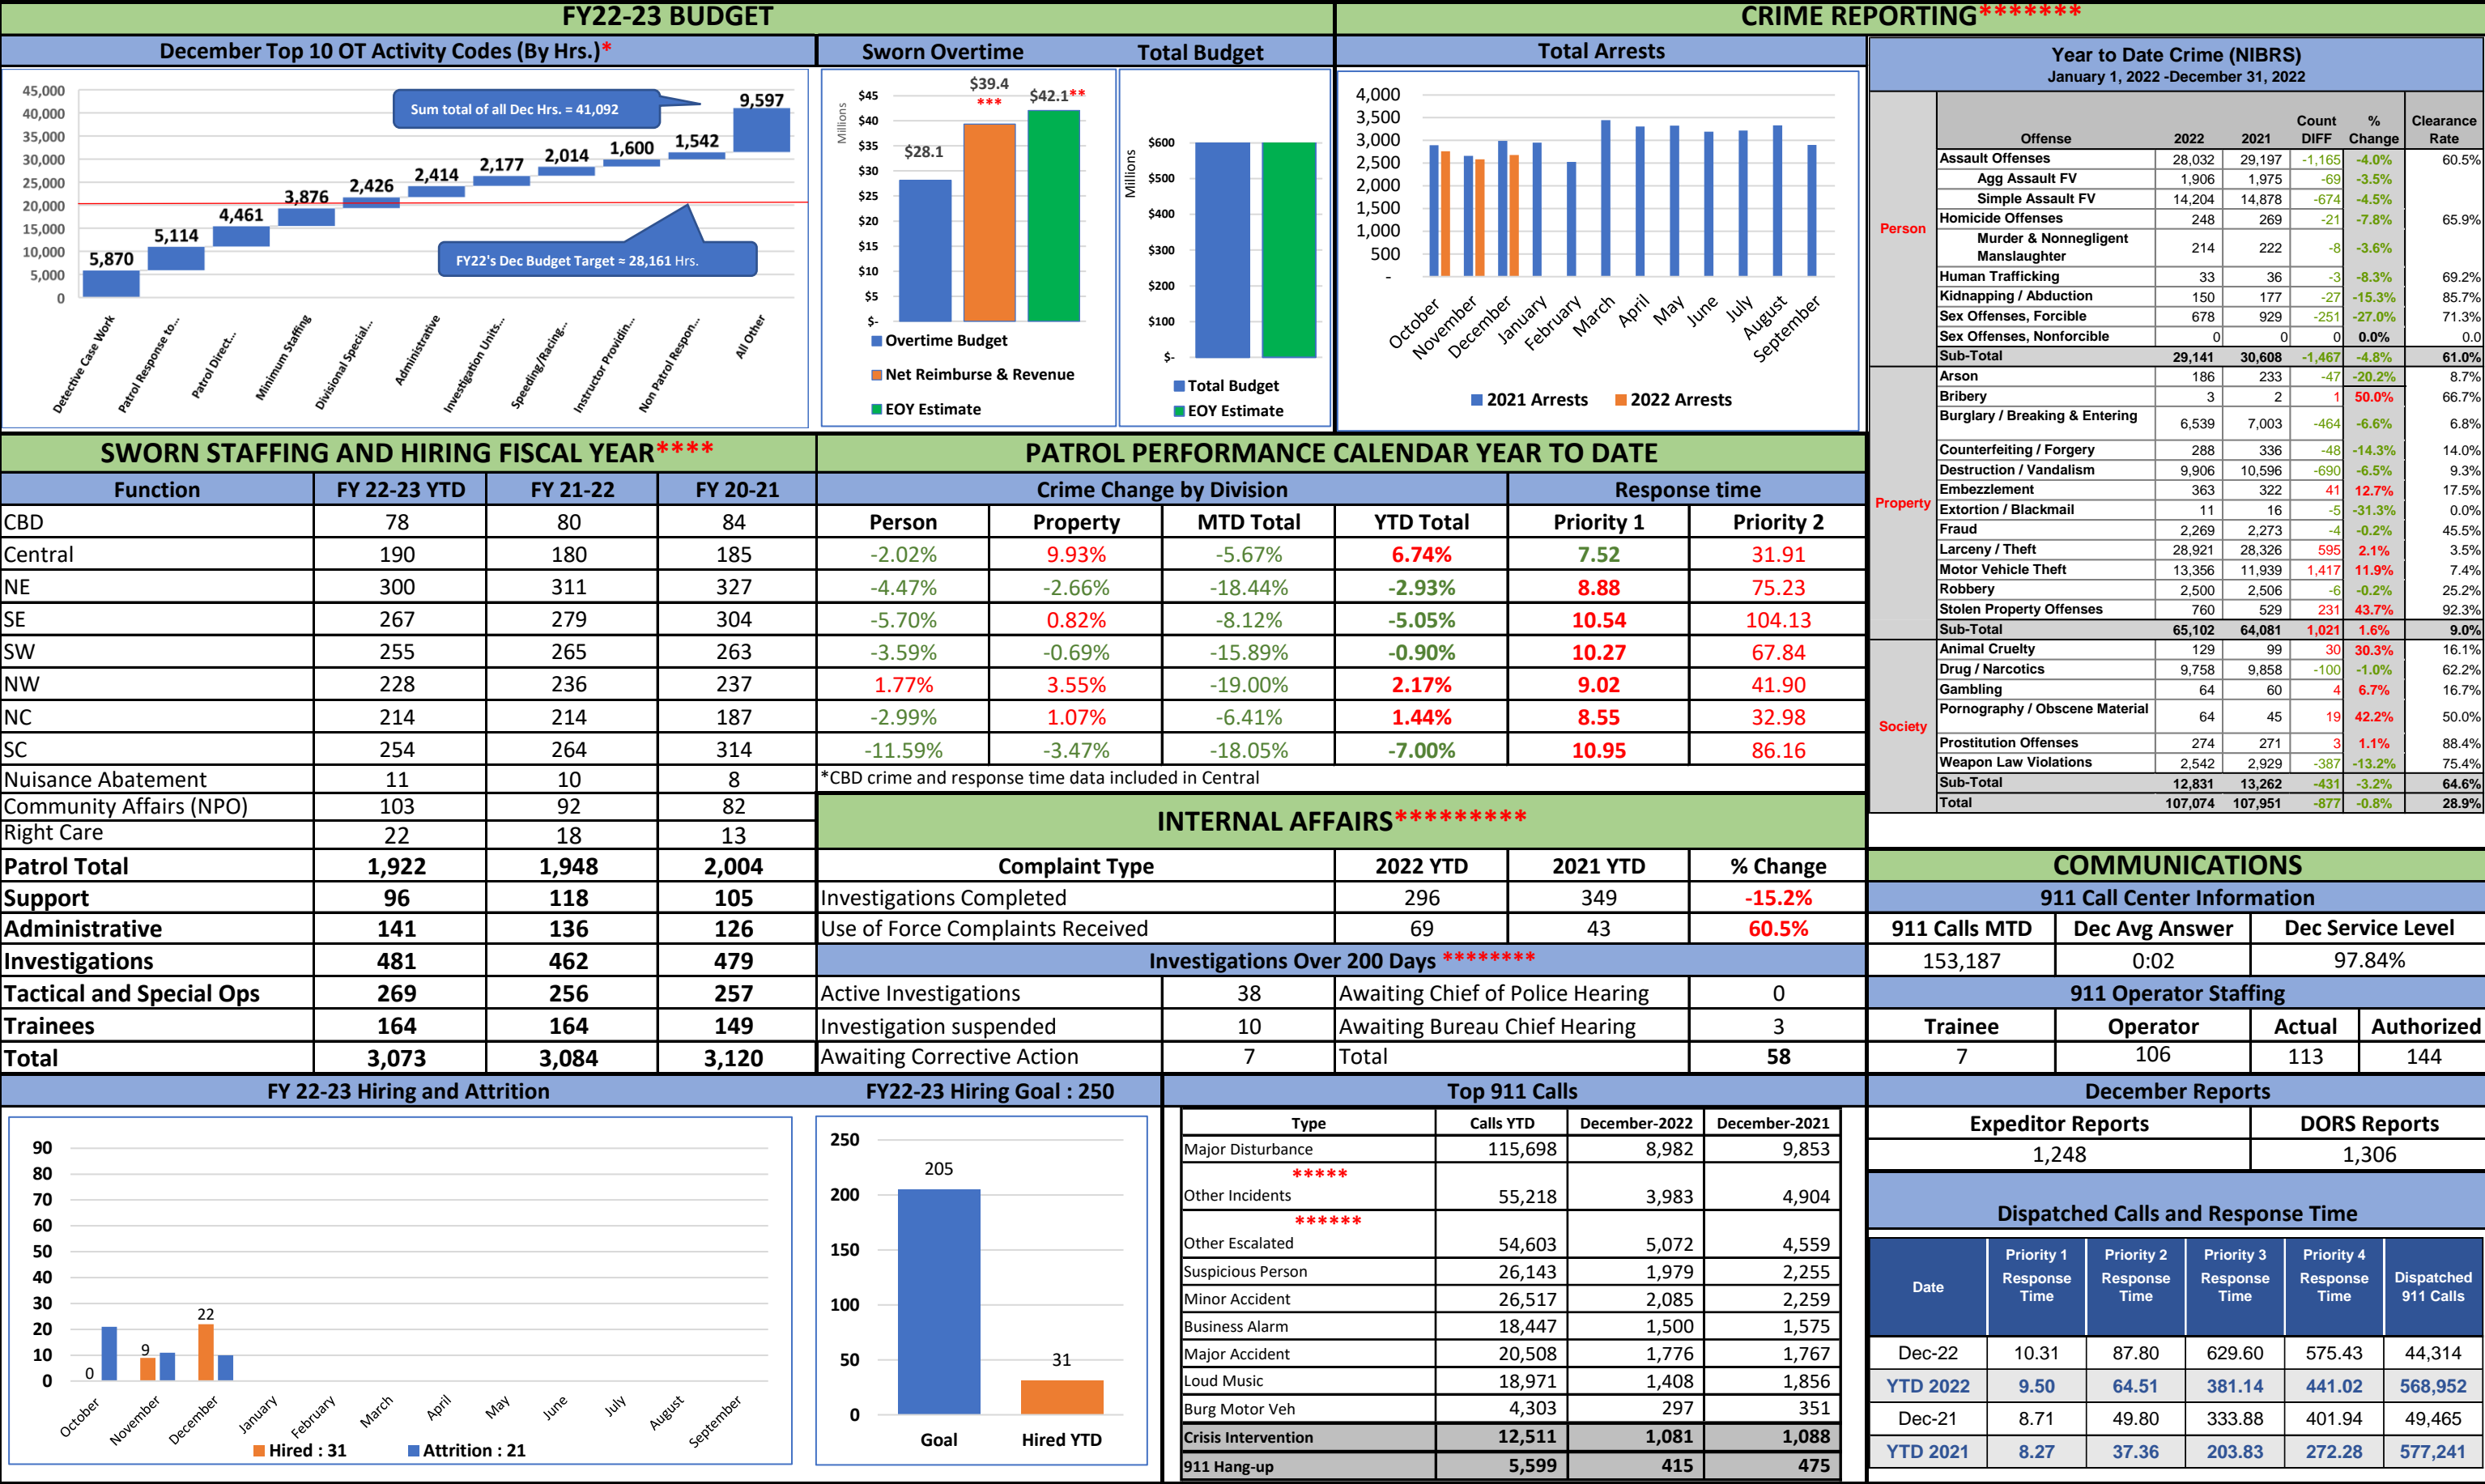 FY22-23 BUDGET
CRIME REPORTING*******
December Top 10 OT Activity Codes (By Hrs.)*
45,000
40,000
35,000
30,000
25,000
20,000
15,000
10,000
5,000
0
5,870
5,114
4,461
3,876
2,426
2,414
2,177
2,014
1,600
1,542
9,597
Sum total of all Dec Hrs. = 41,092
FY22's Dec Budget Target = 28,161 Hrs.
Detective Case Work
Patrol Response to...
Patrol Direct...
Minimum Staffing
Divisional Special...
Administrative
Investigation Units...
Speeding/Racing...
Instructor Providin...
Non Patrol Respon...
All Other
Sworn Overtime
Millions
$45
$40
$35
$30
$25
$20
$15
$10
$5
$-
$28.1
$39.4
***
$42.1**
Overtime Budget
Net Reimburse & Revenue
EOY Estimate
Total Budget
Millions
$600
$500
$400
$300
$200
$100
$-
Total Budget
EOY Estimate
Total Arrests
4,000
3,500
3,000
2,500
2,000
1,500
1,000
500
-
October
November
December
January
February
March
April
May
June
July
August
September
2021 Arrests 2022 Arrests
Year to Date Crime (NIBRS)
January 1, 2022 -December 31, 2022
Offense 2022 2021 Count DIFF % Change Clearance Rate
Person
Assault Offenses 28,032 29,197 -1,165 -4.0% 60.5%
Agg Assault FV 1,906 1,975 -69 -3.5%
Simple Assault FV 14,204 14,878 -674 -4.5%
Homicide Offenses 248 269 -21 -7.8% 65.9%
Murder & Nonnegligent
Manslaughter 214 222 -8 -3.6%
Human Trafficking 33 36 -3 -8.3% 69.2%
Kidnapping / Abduction 150 177 -27 -15.3% 85.7%
Sex Offenses, Forcible 678 929 -251 -27.0% 71.3%
Sex Offenses, Nonforcible 0 0 0 0.0% 0.0
Sub-Total 29,141 30,608 -1,467 -4.8% 61.0%
Property
Arson 186 233 -47 -20.2% 8.7%
Bribery 3 2 1 50.0% 66.7%
Burglary / Breaking & Entering 6,539 7,003 -464 -6.6% 6.8%
Counterfeiting / Forgery 288 336 -48 -14.3% 14.0%
Destruction / Vandalism 9,906 10,596 -690 -6.5% 9.3%
Embezzlement 363 322 41 12.7% 17.5%
Extortion / Blackmail 11 16 -5 -31.3% 0.0%
Fraud 2,269 2,273 -4 -0.2% 45.5%
Larceny / Theft 28,921 28,326 595 2.1% 3.5%
Motor Vehicle Theft 13,356 11,939 1,417 11.9% 7.4%
Robbery 2,500 2,506 -6 -0.2% 25.2%
Stolen Property Offenses 760 529 231 43.7% 92.3%
Sub-Total 65,102 64,081 1,021 1.6% 9.0%
Society
Animal Cruelty 129 99 30 30.3% 16.1%
Drug / Narcotics 9,758 9,858 -100 -1.0% 62.2%
Gambling 64 60 4 6.7% 16.7%
Pornography / Obscene Material 64 45 19 42.2% 50.0%
Prostitution Offenses 274 271 3 1.1% 88.4%
Weapon Law Violations 2,542 2,929 -387 -13.2% 75.4%
Sub-Total 12,831 13,262 -431 -3.2% 64.6%
Total 107,074 107,951 -877 -0.8% 28.9%
SWORN STAFFING AND HIRING FISCAL YEAR****
Function FY 22-23 YTD FY 21-22 FY 20-21
CBD 78 80 84
Central 190 180 185
NE 300 311 327
SE 267 279 304
SW 255 265 263
NW 228 236 237
NC 214 214 187
SC 254 264 314
Nuisance Abatement 11 10 8
Community Affairs (NPO) 103 92 82
Right Care 22 18 13
Patrol Total 1,922 1,948 2,004
Support 96 118 105
Administrative 141 136 126
Investigations 481 462 479
Tactical and Special Ops 269 256 257
Trainees 164 164 149
Total 3,073 3,084 3,120
PATROL PERFORMANCE CALENDAR YEAR TO DATE
Crime Change by Division Response time
Person Property MTD Total YTD Total Priority 1 Priority 2
-2.02% 9.93% -5.67% 6.74% 7.52 31.91
-4.47% -2.66% -18.44% -2.93% 8.88 75.23
-5.70% 0.82% -8.12% -5.05% 10.54 104.13
-3.59% -0.69% -15.89% -0.90% 10.27 67.84
1.77% 3.55% -19.00% 2.17% 9.02 41.90
-2.99% 1.07% -6.41% 1.44% 8.55 32.98
-11.59% -3.47% -18.05% -7.00% 10.95 86.16
*CBD crime and response time data included in Central
INTERNAL AFFAIRS*********
Complaint Type 2022 YTD 2021 YTD % Change
Investigations Completed 296 349 -15.2%
Use of Force Complaints Received 69 43 60.5%
Investigations Over 200 Days ********
Active Investigations 38 Awaiting Chief of Police Hearing 0
Investigation suspended 10 Awaiting Bureau Chief Hearing 3
Awaiting Corrective Action 7 Total 58
COMMUNICATIONS
911 Call Center Information
911 Calls MTD Dec Avg Answer Dec Service Level
153,187 0:02 97.84%
911 Operator Staffing
Trainee Operator Actual Authorized
7 106 113 144
FY 22-23 Hiring and Attrition
90
80
70
60
50
40
30
20
10
0
0
9
22
October
November
December
January
February
March
April
May
June
July
August
September
Hired : 31 Attrition : 21
FY22-23 Hiring Goal : 250
250
200
150
100
50
0
205
31
Goal Hired YTD
Top 911 Calls
Type Calls YTD December-2022 December-2021
Major Disturbance 115,698 8,982 9,853
*****
Other Incidents 55,218 3,983 4,904
******
Other Escalated 54,603 5,072 4,559
Suspicious Person 26,143 1,979 2,255
Minor Accident 26,517 2,085 2,259
Business Alarm 18,447 1,500 1,575
Major Accident 20,508 1,776 1,767
Loud Music 18,971 1,408 1,856
Burg Motor Veh 4,303 297 351
Crisis Intervention 12,511 1,081 1,088
911 Hang-up 5,599 415 475
December Reports
Expeditor Reports DORS Reports
1,248 1,306
Dispatched Calls and Response Time
Date Priority 1 Response Time Priority 2 Response Time Priority 3 Response Time Priority 4 Response Time Dispatched 911 Calls
Dec-22 10.31 87.80 629.60 575.43 44,314
YTD 2022 9.50 64.51 381.14 441.02 568,952
Dec-21 8.71 49.80 333.88 401.94 49,465
YTD 2021 8.27 37.36 203.83 272.28 577,241